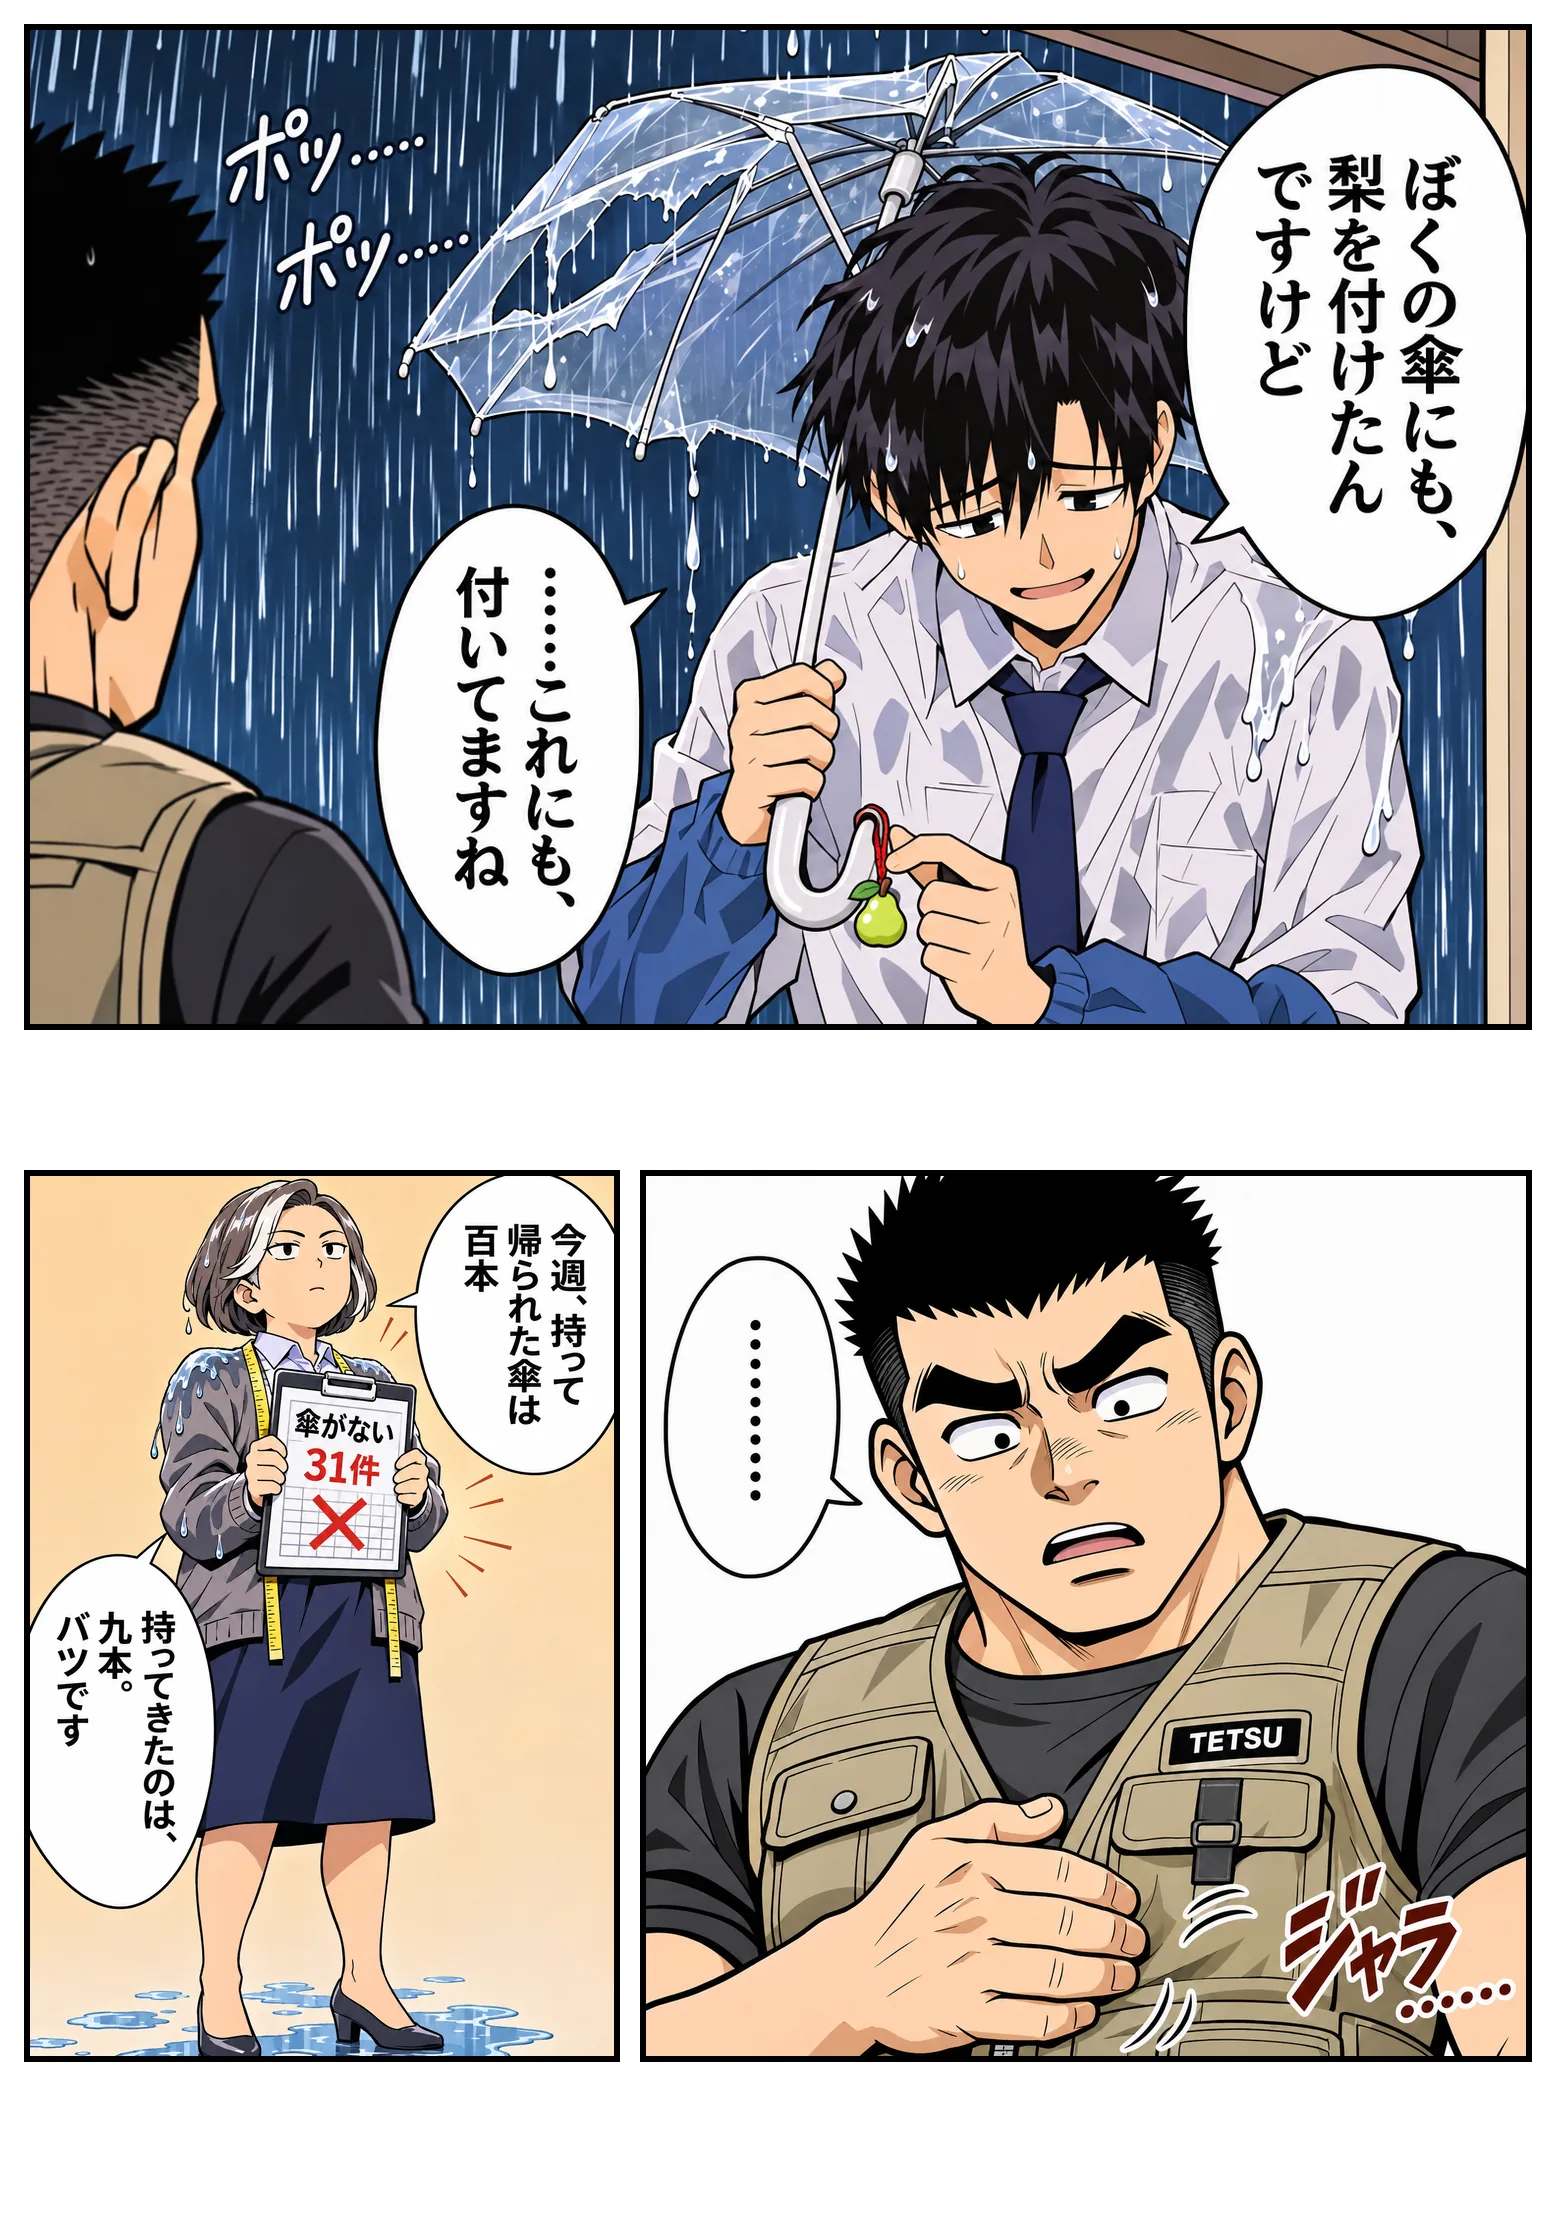 ぼくの傘にも、
梨を付けたん
ですけど
ポッ……
ポッ……
……これにも、
付いてますね
………
TETSU
ジャラ……
今週、持って
帰られた傘は
百本
傘がない
31件
持ってきたのは、
九本。
バツです